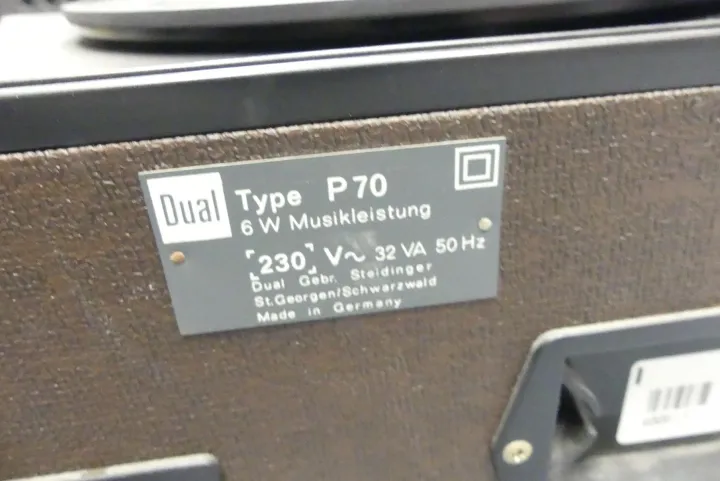 Dual
Type P70
6 W Musikleistung
230 V~ 32 VA 50 Hz
Dual Gebr. Steidinger
St.Georgen/Schwarzwald
Made in Germany